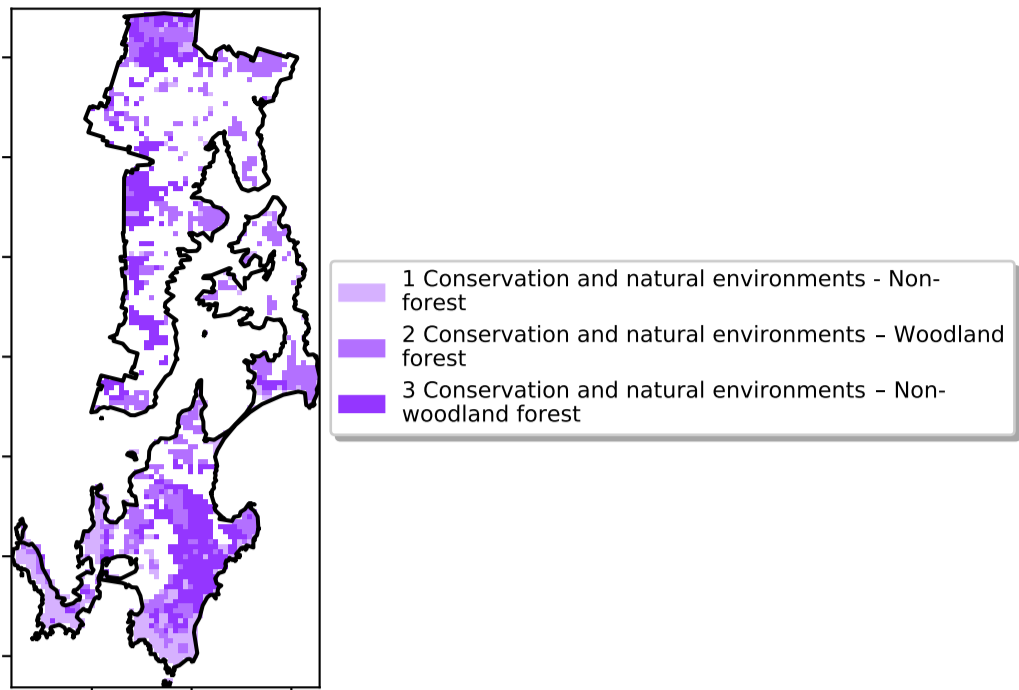 1 Conservation and natural environments - Non-
forest
2 Conservation and natural environments – Woodland
forest
3 Conservation and natural environments – Non-
woodland forest